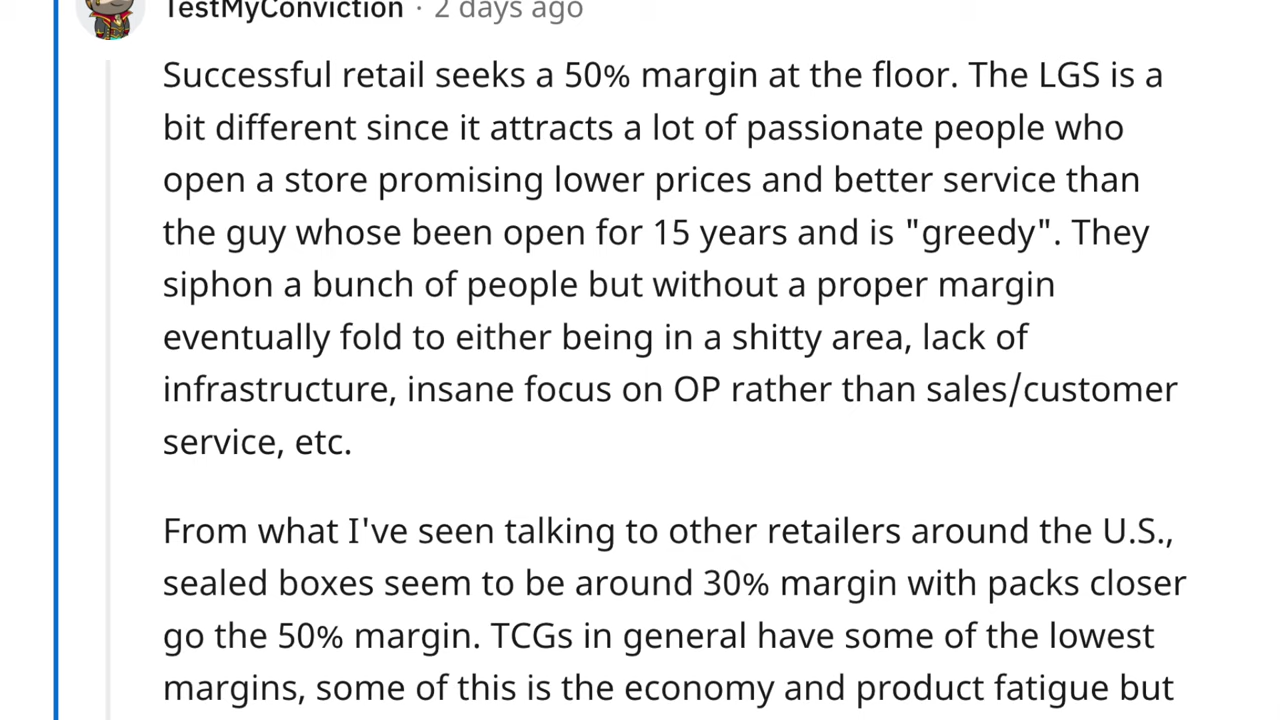 TestMyConviction · 2 days ago
Successful retail seeks a 50% margin at the floor. The LGS is a
bit different since it attracts a lot of passionate people who
open a store promising lower prices and better service than
the guy whose been open for 15 years and is "greedy". They
siphon a bunch of people but without a proper margin
eventually fold to either being in a shitty area, lack of
infrastructure, insane focus on OP rather than sales/customer
service, etc.
From what I've seen talking to other retailers around the U.S.,
sealed boxes seem to be around 30% margin with packs closer
go the 50% margin. TCGs in general have some of the lowest
margins, some of this is the economy and product fatigue but